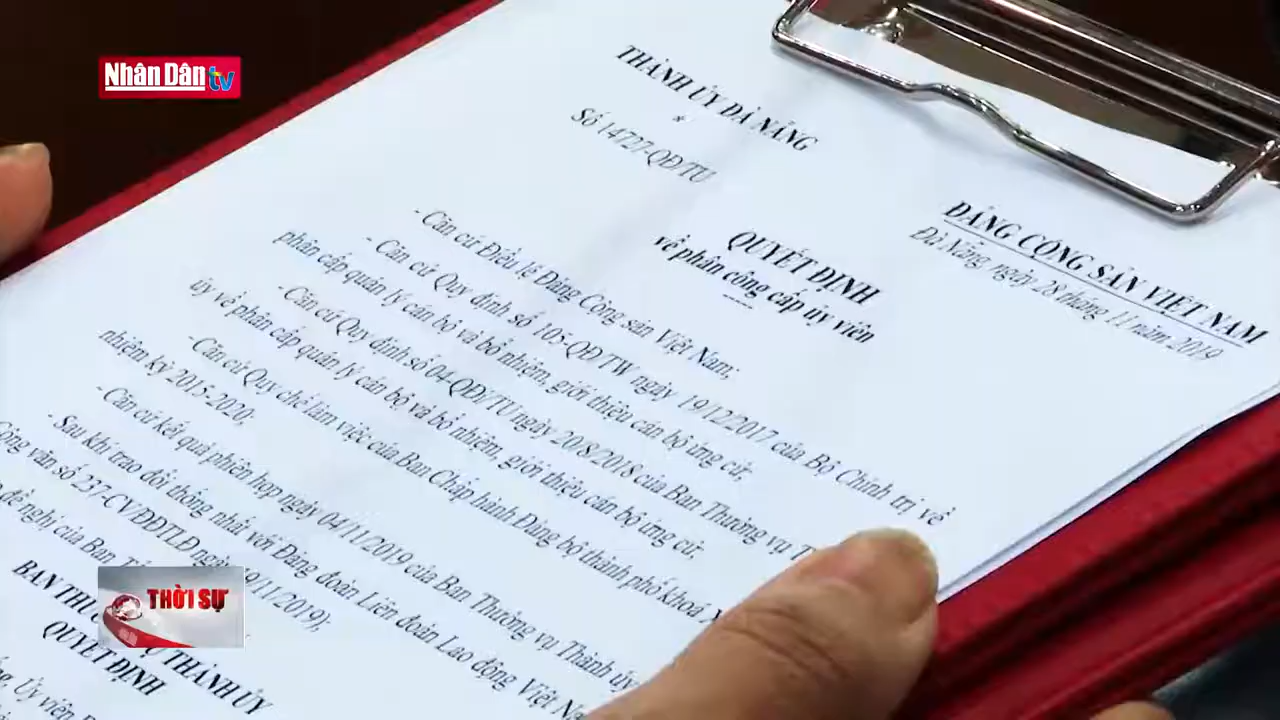 Nhân Dân tv
THÀNH ỦY ĐÀ NẴNG
*
Số 14727-QĐ/TU
ĐẢNG CỘNG SẢN VIỆT NAM
Đà Nẵng, ngày 28 tháng 11 năm 2019
QUYẾT ĐỊNH
về phân công cấp ủy viên
- Căn cứ Điều lệ Đảng Cộng sản Việt Nam;
- Căn cứ Quy định số 105-QĐ/TW ngày 19/12/2017 của Bộ Chính trị về
phân cấp quản lý cán bộ và bổ nhiệm, giới thiệu cán bộ ứng cử;
- Căn cứ Quy định số 04-QĐ/TU ngày 20/8/2018 của Ban Thường vụ
ủy về phân cấp quản lý cán bộ và bổ nhiệm, giới thiệu cán bộ ứng cử;
- Căn cứ Quy chế làm việc của Ban Chấp hành Đảng bộ thành phố khoá
nhiệm kỳ 2015-2020;
- Căn cứ kết quả phiên họp ngày 04/11/2019 của Ban Thường vụ Thành ủy
- Sau khi trao đổi thống nhất với Đảng đoàn Liên đoàn Lao động Việt
Công văn số 237-CV/ĐĐTLĐ ngày 19/11/2019);
đề nghị của Ban
BAN THƯ THÀNH ỦY
QUYẾT ĐỊNH
Ủy viên
THỜI SỰ